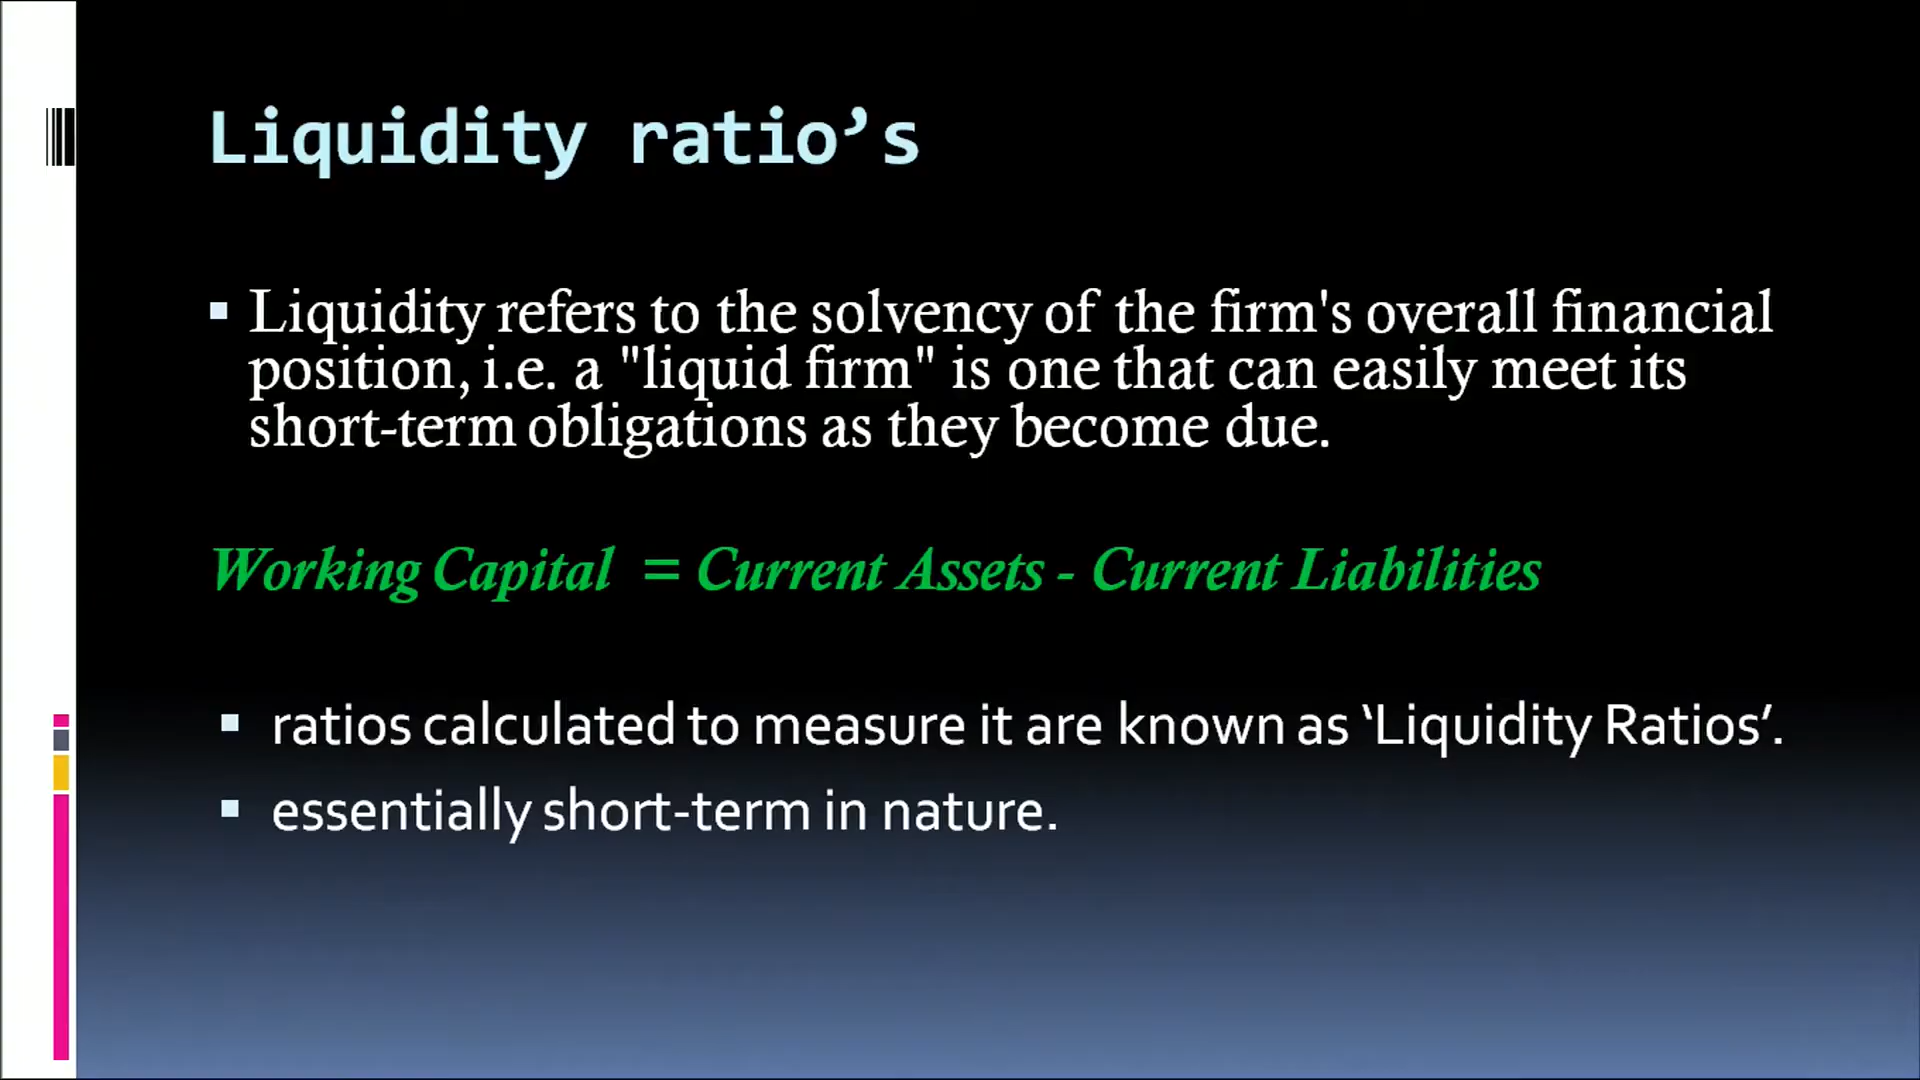 Liquidity ratio’s
▪ Liquidity refers to the solvency of the firm's overall financial
position, i.e. a "liquid firm" is one that can easily meet its
short-term obligations as they become due.
Working Capital = Current Assets - Current Liabilities
▪ ratios calculated to measure it are known as ‘Liquidity Ratios’.
▪ essentially short-term in nature.